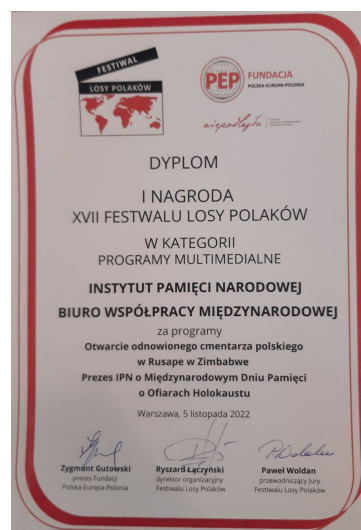 FESTIWAL
LOSY POLAKÓW
PEP
FUNDACJA
POLSKA-EUROPA-POLONIA
niepodległa
DYPLOM
I NAGRODA
XVII FESTWALU LOSY POLAKÓW
W KATEGORII
PROGRAMY MULTIMEDIALNE
INSTYTUT PAMIĘCI NARODOWEJ
BIURO WSPÓŁPRACY MIĘDZYNARODOWEJ
za programy
Otwarcie odnowionego cmentarza polskiego
w Rusape w Zimbabwe
Prezes IPN o Międzynarodowym Dniu Pamięci
o Ofiarach Holokaustu
Warszawa, 5 listopada 2022
Zygmunt Gutowski
prezes Fundacji
Polska-Europa-Polonia
Ryszard Łączyński
dyrektor organizacyjny
Festiwalu Losy Polaków
Paweł Woldan
przewodniczący Jury
Festiwalu Losy Polaków